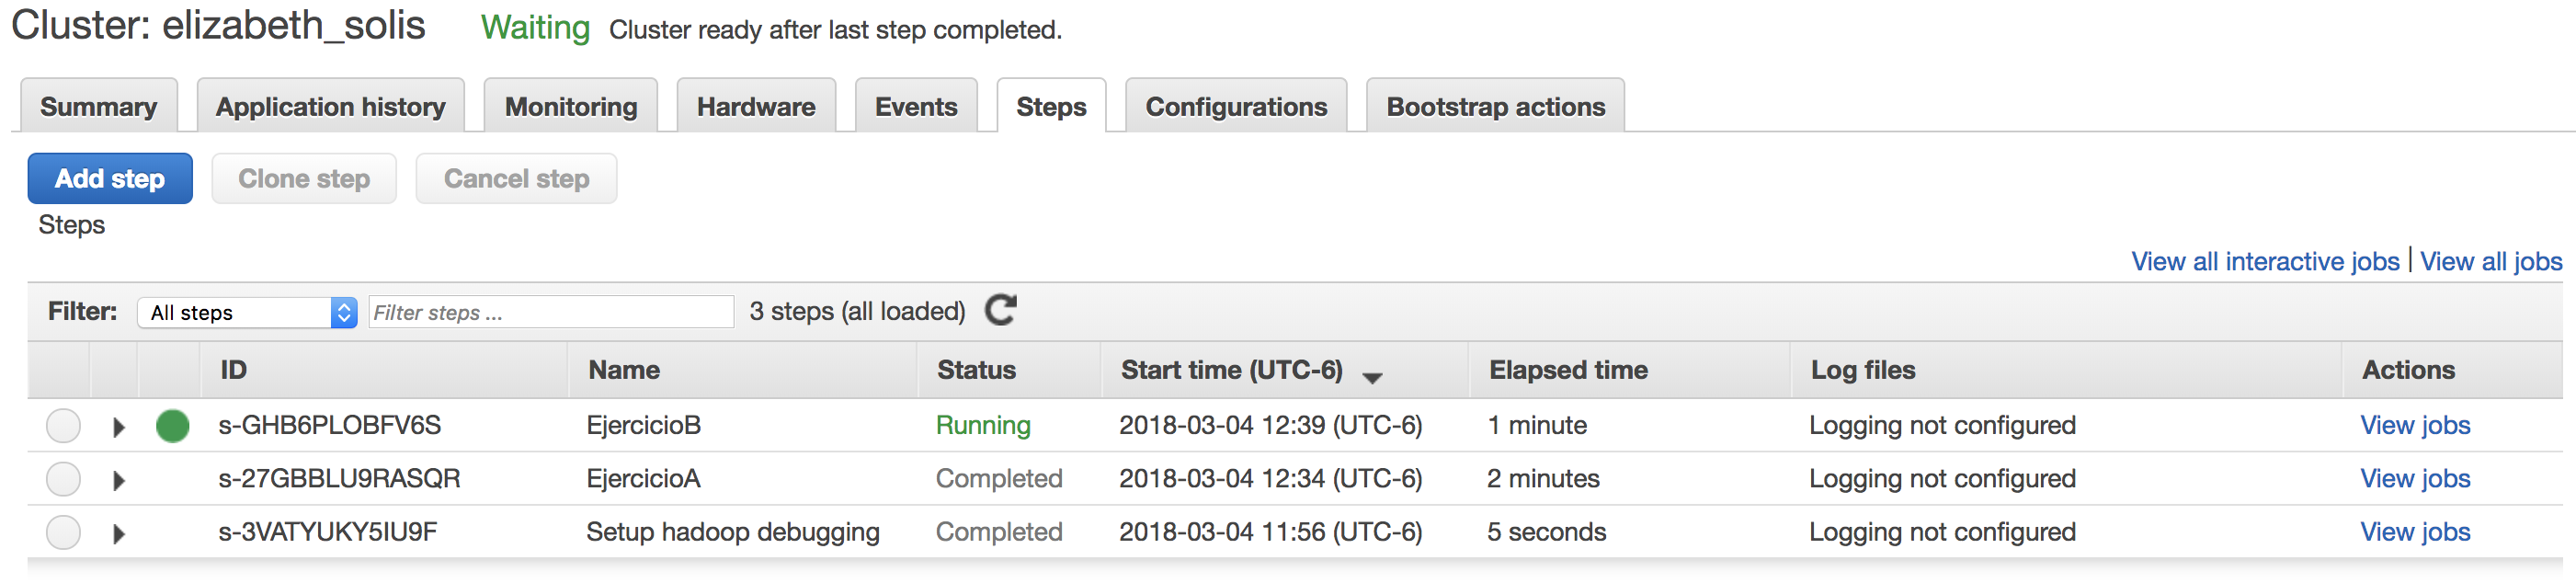 Cluster: elizabeth_solis Waiting Cluster ready after last step completed.
Summary Application history Monitoring Hardware Events Steps Configurations Bootstrap actions
Add step Clone step Cancel step
Steps
View all interactive jobs | View all jobs
Filter: All steps Filter steps ... 3 steps (all loaded)
ID Name Status Start time (UTC-6) Elapsed time Log files Actions
s-GHB6PLOBFV6S EjercicioB Running 2018-03-04 12:39 (UTC-6) 1 minute Logging not configured View jobs
s-27GBBLU9RASQR EjercicioA Completed 2018-03-04 12:34 (UTC-6) 2 minutes Logging not configured View jobs
s-3VATYUKY5IU9F Setup hadoop debugging Completed 2018-03-04 11:56 (UTC-6) 5 seconds Logging not configured View jobs